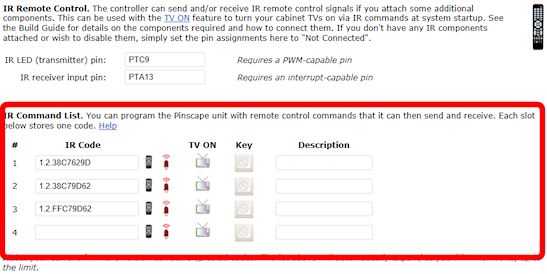 IR Remote Control. The controller can send and/or receive IR remote control signals if you attach some additional
components. This can be used with the TV ON feature to turn your cabinet TVs on via IR commands at system startup. See
the Build Guide for details on the components required and how to connect them. If you don't have any IR components
attached or wish to disable them, simply set the pin assignments here to "Not Connected".
IR LED (transmitter) pin: PTC9 Requires a PWM-capable pin
IR receiver input pin: PTA13 Requires an interrupt-capable pin
IR Command List. You can program the Pinscape unit with remote control commands that it can then send and receive. Each slot
below stores one code. Help
# IR Code TV ON Key Description
1 1.2.38C7629D
2 1.2.38C79D62
3 1.2.FFC79D62
4
the limit.